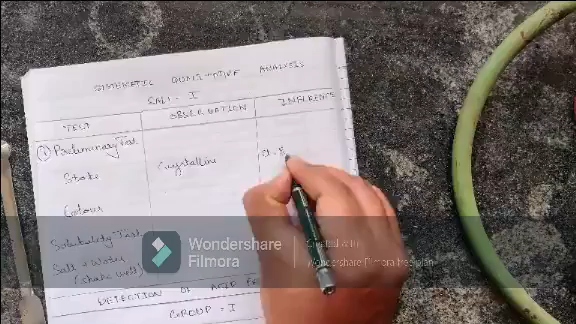 SYSTEMATIC QUALITATIVE ANALYSIS
SALT - I
TEST OBSERVATION INFERENCE
① Preliminary Test
State Crystalline
Colour
Solubility Test
Salt + Water
(shake well)
DETECTION OF ACID
GROUP - I
Wondershare
Filmora
Created with
Wondershare Filmora free plan